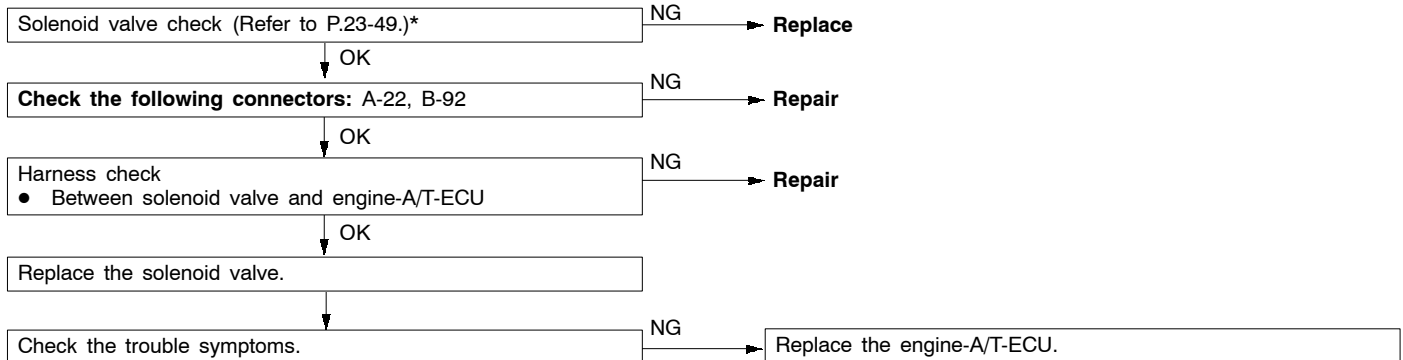 Solenoid valve check (Refer to P.23-49.)*
NG
Replace
OK
Check the following connectors: A-22, B-92
NG
Repair
OK
Harness check
● Between solenoid valve and engine-A/T-ECU
NG
Repair
OK
Replace the solenoid valve.
Check the trouble symptoms.
NG
Replace the engine-A/T-ECU.